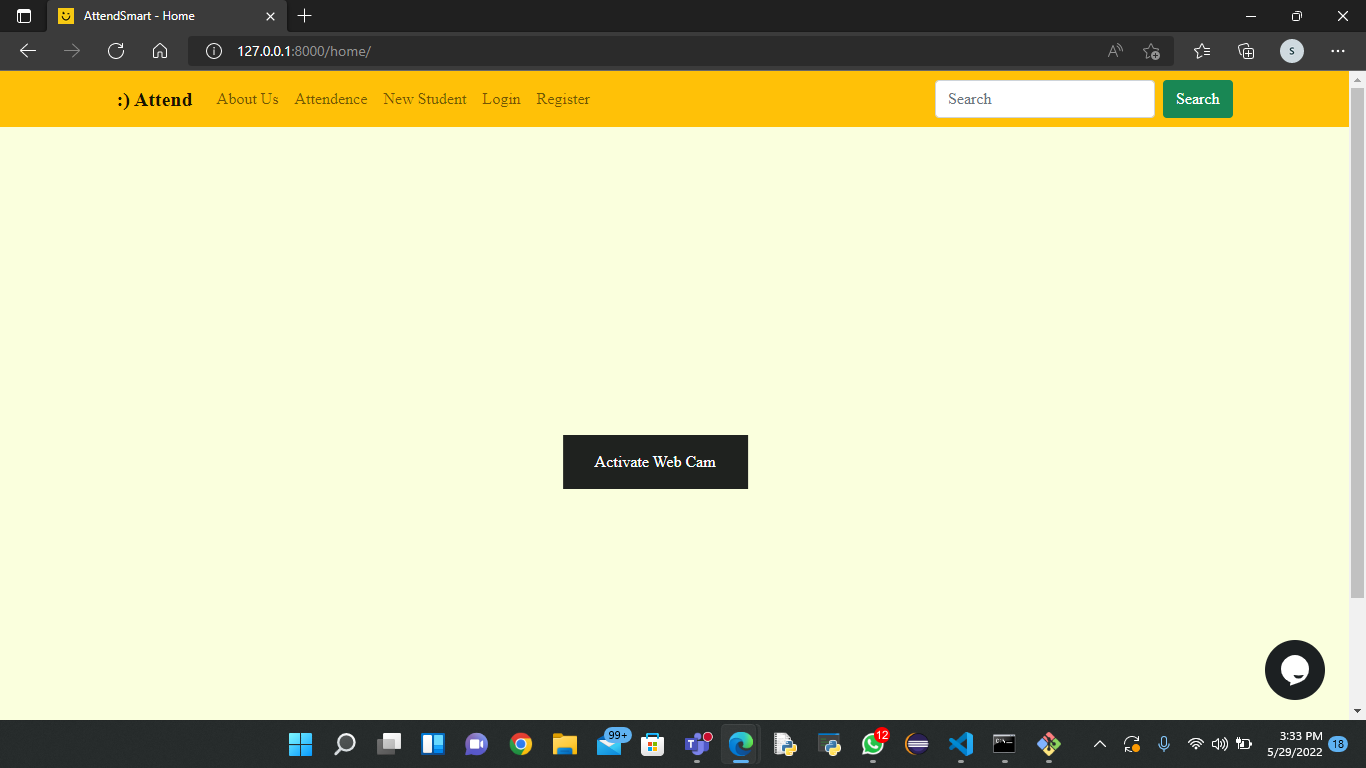 AttendSmart - Home
127.0.0.1:8000/home/
A
S
:) Attend About Us Attendence New Student Login Register Search Search
Activate Web Cam
99+
T
12
C:\_
3:33 PM
5/29/2022
18